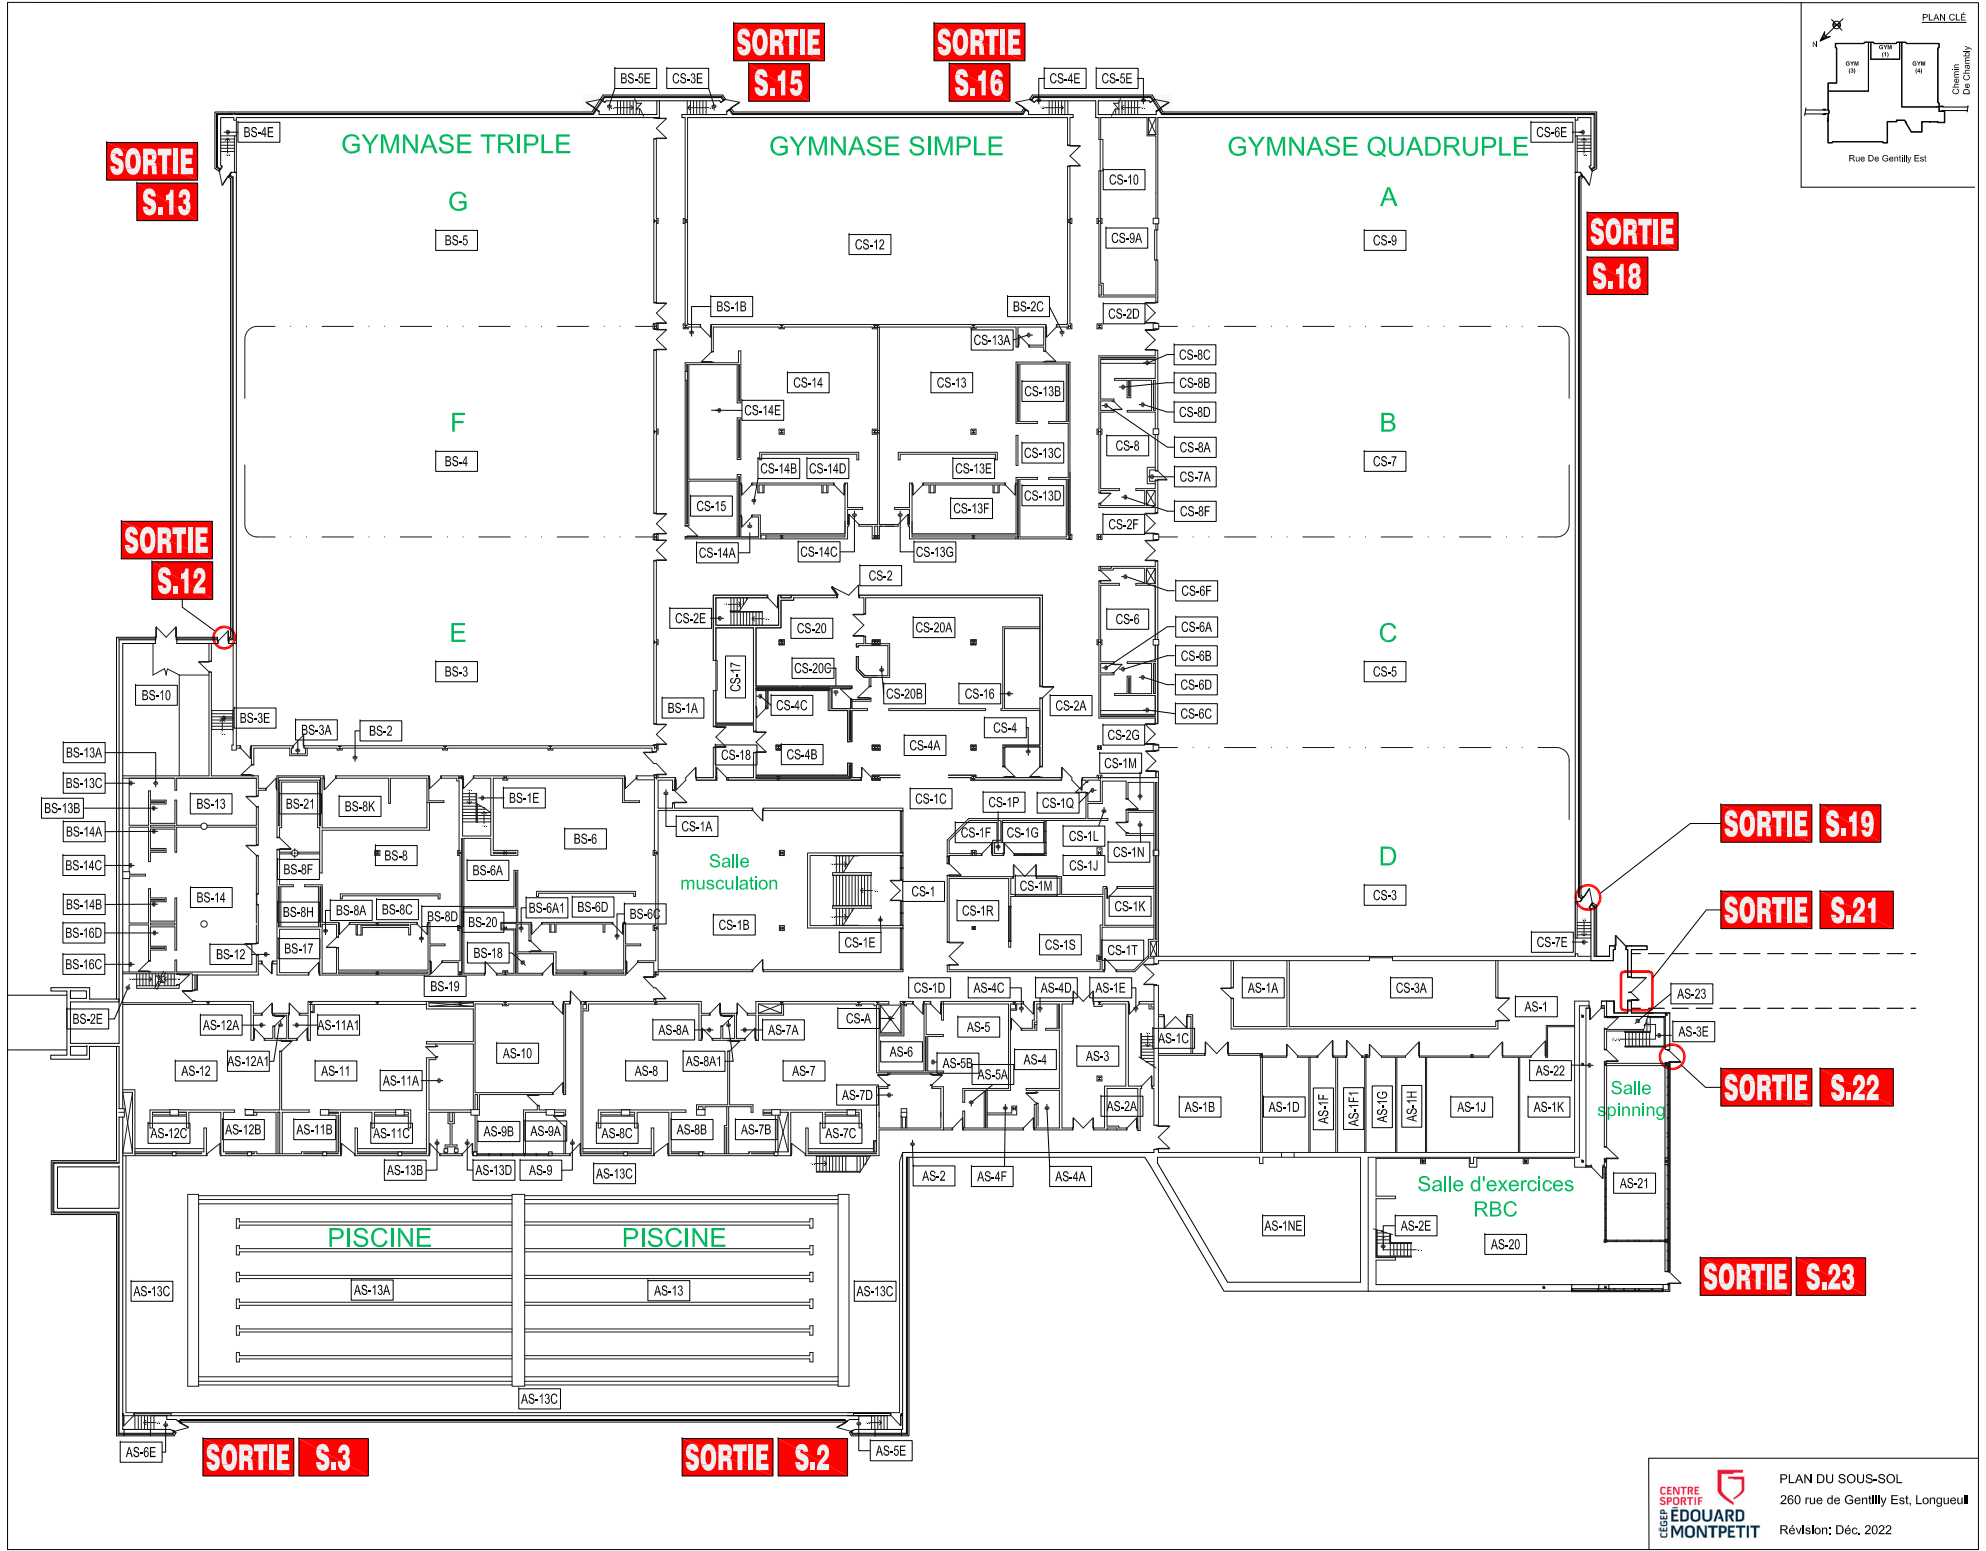 PLAN CLÉ
N
GYM
(3)
GYM
(1)
GYM
(4)
Chemin
De Chambly
Rue De Gentilly Est
SORTIE
S.15
SORTIE
S.16
BS-5E
CS-3E
CS-4E
CS-5E
BS-4E
CS-6E
GYMNASE TRIPLE
GYMNASE SIMPLE
GYMNASE QUADRUPLE
SORTIE
S.13
G
BS-5
CS-12
CS-10
CS-9A
A
CS-9
SORTIE
S.18
BS-1B
BS-2C
CS-2D
CS-13A
CS-8C
CS-8B
CS-8D
CS-14
CS-13
CS-13B
CS-14E
F
BS-4
B
CS-7
CS-8
CS-8A
CS-13C
CS-14B
CS-14D
CS-13E
CS-7A
CS-15
CS-13F
CS-13D
CS-8F
CS-2F
SORTIE
S.12
CS-14A
CS-14C
CS-13G
CS-2
CS-6F
CS-2E
CS-20
CS-20A
CS-6
CS-6A
E
BS-3
C
CS-5
CS-6B
CS-6D
CS-6C
CS-17
CS-20C
CS-20B
CS-16
BS-10
BS-1A
CS-4C
CS-2A
BS-3E
BS-3A
BS-2
CS-4
CS-2G
CS-18
CS-4B
CS-4A
CS-1M
BS-13A
BS-13C
BS-13B
BS-13
BS-21
BS-8K
BS-1E
CS-1C
CS-1P
CS-1Q
BS-14A
CS-1A
CS-1F
CS-1G
CS-1L
BS-6
CS-1N
BS-14C
BS-8F
BS-8
BS-6A
Salle
musculation
CS-1J
D
CS-3
SORTIE S.19
BS-14B
BS-14
BS-8H
BS-8A
BS-8C
BS-8D
BS-20
BS-6A1
BS-6D
BS-6C
CS-1
CS-1M
CS-1R
CS-1K
SORTIE S.21
BS-16D
BS-16C
BS-12
BS-17
BS-18
CS-1B
CS-1E
CS-1S
CS-1T
CS-7E
BS-2E
BS-19
CS-1D
AS-4C
AS-4D
AS-1E
AS-1A
CS-3A
AS-1
AS-23
AS-12A
AS-11A1
AS-8A
AS-7A
CS-A
AS-5
AS-1C
AS-3E
AS-12A1
AS-8A1
AS-10
AS-6
AS-12
AS-11
AS-11A
AS-8
AS-7
AS-5B
AS-5A
AS-4
AS-3
AS-22
AS-7D
AS-2A
AS-1B
AS-1D
AS-1F
AS-1F1
AS-1G
AS-1H
AS-1J
AS-1K
Salle
spinning
SORTIE S.22
AS-12C
AS-12B
AS-11B
AS-11C
AS-9B
AS-9A
AS-8C
AS-8B
AS-7B
AS-7C
AS-13B
AS-13D
AS-9
AS-13C
AS-2
AS-4F
AS-4A
Salle d'exercices
RBC
AS-21
AS-1NE
AS-2E
AS-20
PISCINE
PISCINE
AS-13C
AS-13A
AS-13
AS-13C
SORTIE S.23
AS-13C
AS-6E
SORTIE S.3
SORTIE S.2
AS-5E
CENTRE
SPORTIF
CÉGEP ÉDOUARD
MONTPETIT
PLAN DU SOUS-SOL
260 rue de Gentilly Est, Longueuil
Révision: Déc. 2022